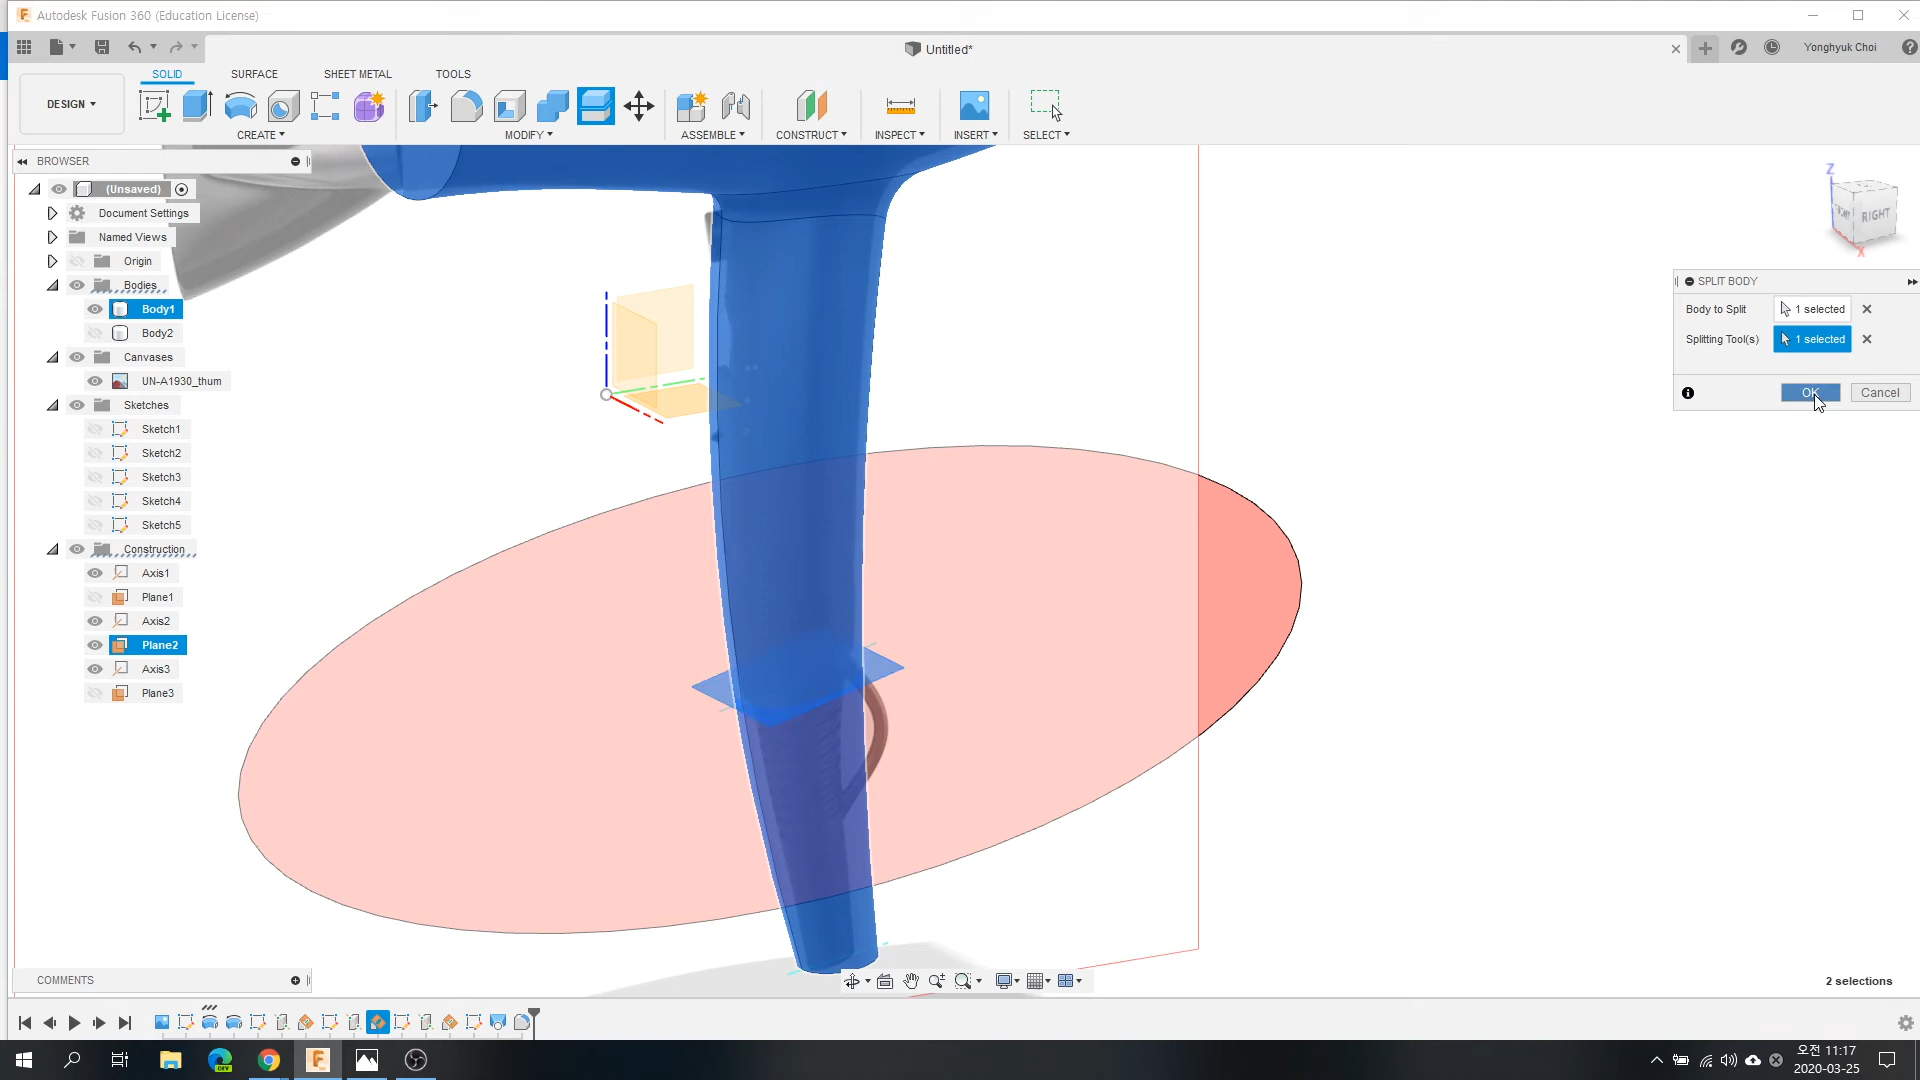 Autodesk Fusion 360 (Education License)
Untitled*
Yonghyuk Choi
DESIGN
SOLID
SURFACE
SHEET METAL
TOOLS
CREATE
MODIFY
ASSEMBLE
CONSTRUCT
INSPECT
INSERT
SELECT
BROWSER
(Unsaved)
Document Settings
Named Views
Origin
Bodies
Body1
Body2
Canvases
UN-A1930_thum
Sketches
Sketch1
Sketch2
Sketch3
Sketch4
Sketch5
Construction
Axis1
Plane1
Axis2
Plane2
Axis3
Plane3
Z
FRONT
RIGHT
X
SPLIT BODY
Body to Split
1 selected
Splitting Tool(s)
1 selected
OK
Cancel
COMMENTS
2 selections
DEV
오전 11:17
2020-03-25